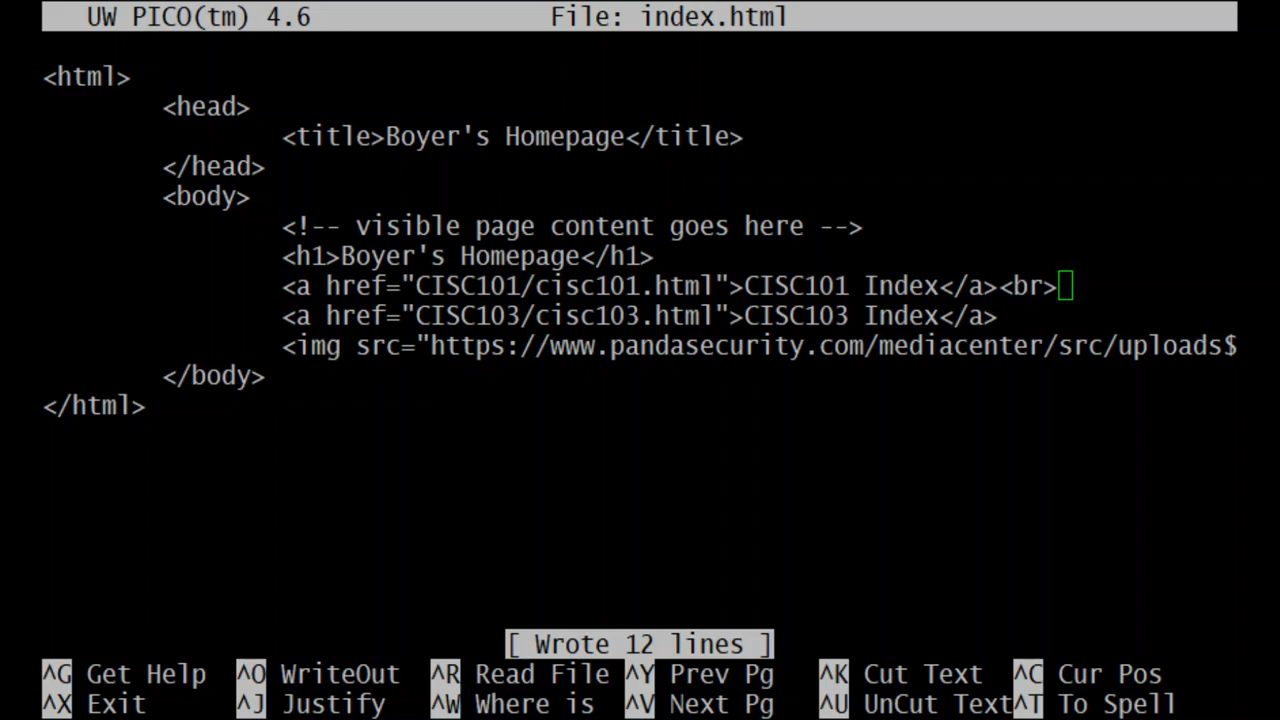 UW PICO(tm) 4.6 File: index.html
<html>
<head>
<title>Boyer's Homepage</title>
</head>
<body>
<!-- visible page content goes here -->
<h1>Boyer's Homepage</h1>
<a href="CISC101/cisc101.html">CISC101 Index</a><br>
<a href="CISC103/cisc103.html">CISC103 Index</a>
<img src="https://www.pandasecurity.com/mediacenter/src/uploads$
</body>
</html>
[ Wrote 12 lines ]
^G Get Help ^O WriteOut ^R Read File ^Y Prev Pg ^K Cut Text ^C Cur Pos
^X Exit ^J Justify ^W Where is ^V Next Pg ^U UnCut Text ^T To Spell